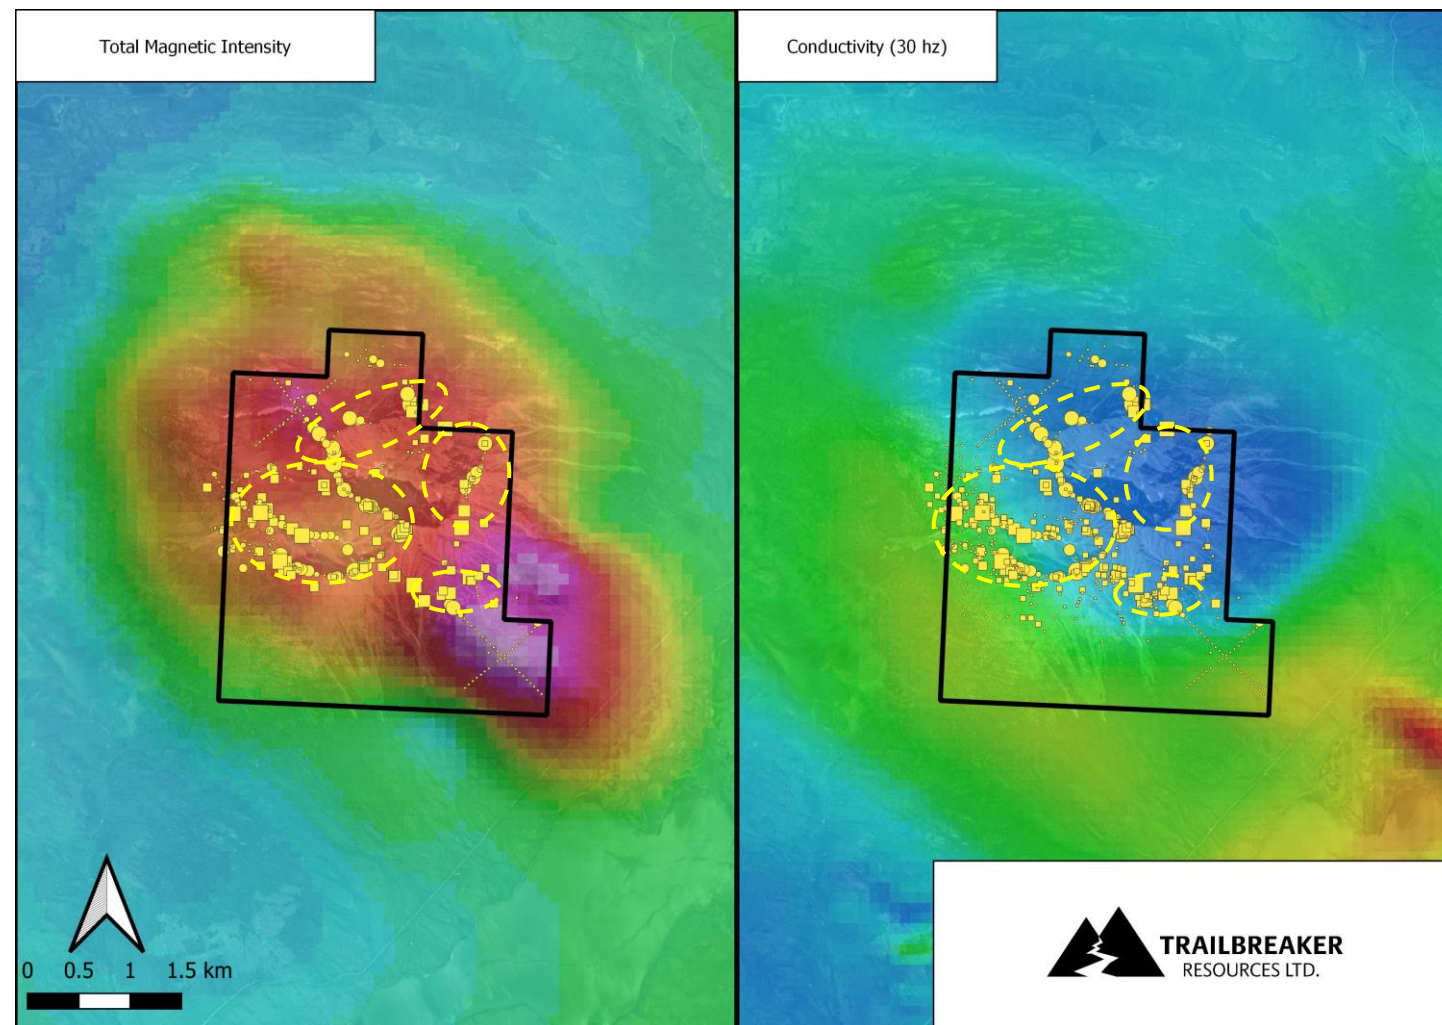 Total Magnetic Intensity
Conductivity (30 hz)
0 0.5 1 1.5 km
TRAILBREAKER
RESOURCES LTD.